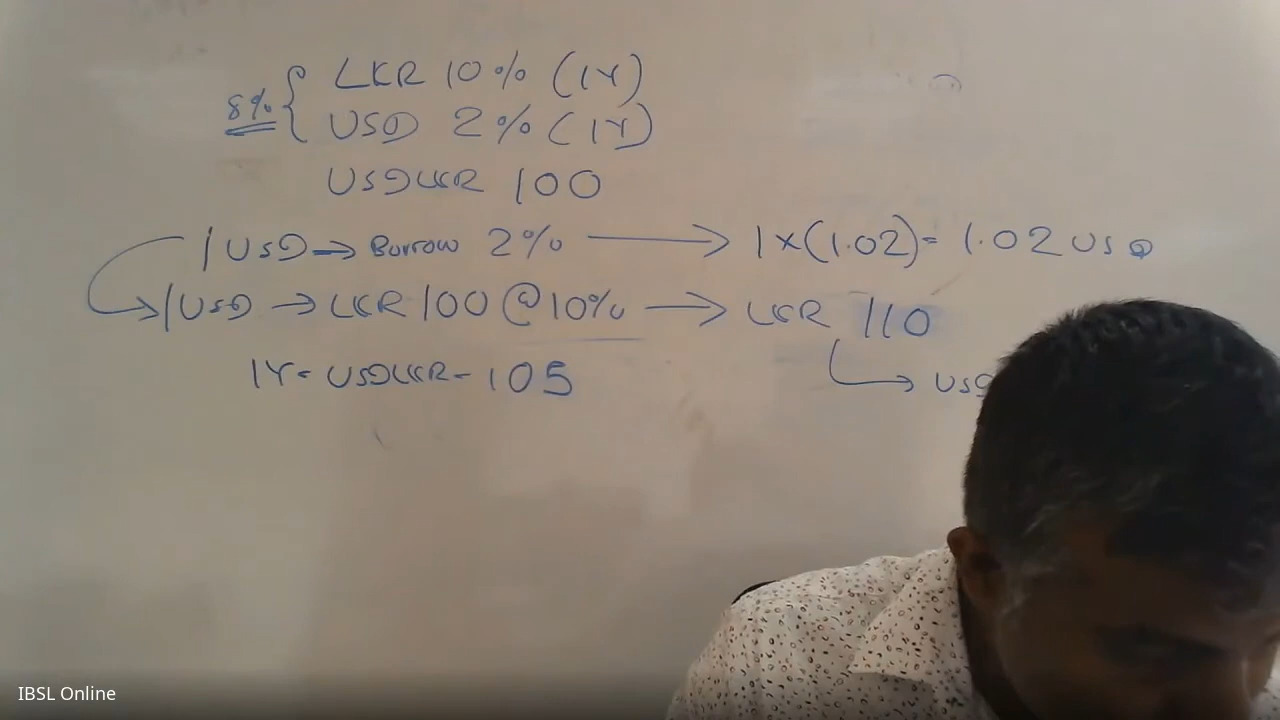 LKR 10% (1Y)
8% { USD 2% (1Y)
USDLKR 100
1 USD ⇒ Borrow 2% → 1×(1.02)= 1.02 USD
1 USD → LKR 100 @ 10% → LKR 110
1Y = USDLKR - 105
→ USD
IBSL Online